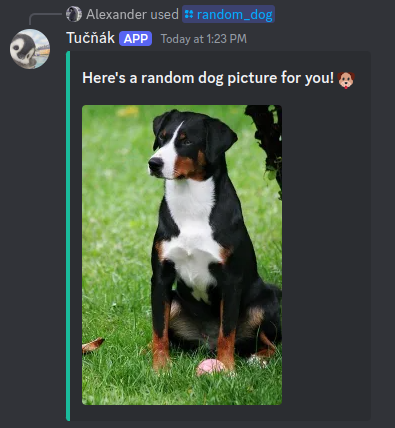 Alexander used random_dog
Tučňák APP Today at 1:23 PM
Here's a random dog picture for you! 🐶